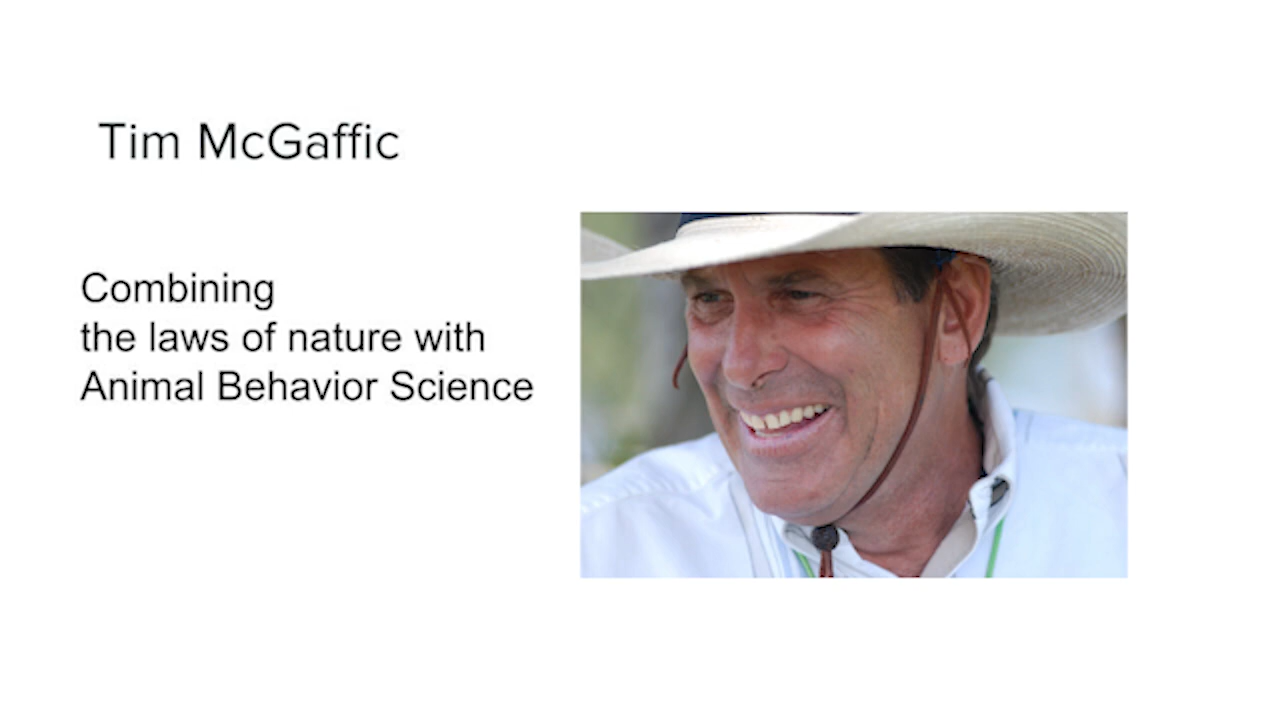 Tim McGaffic
Combining
the laws of nature with
Animal Behavior Science